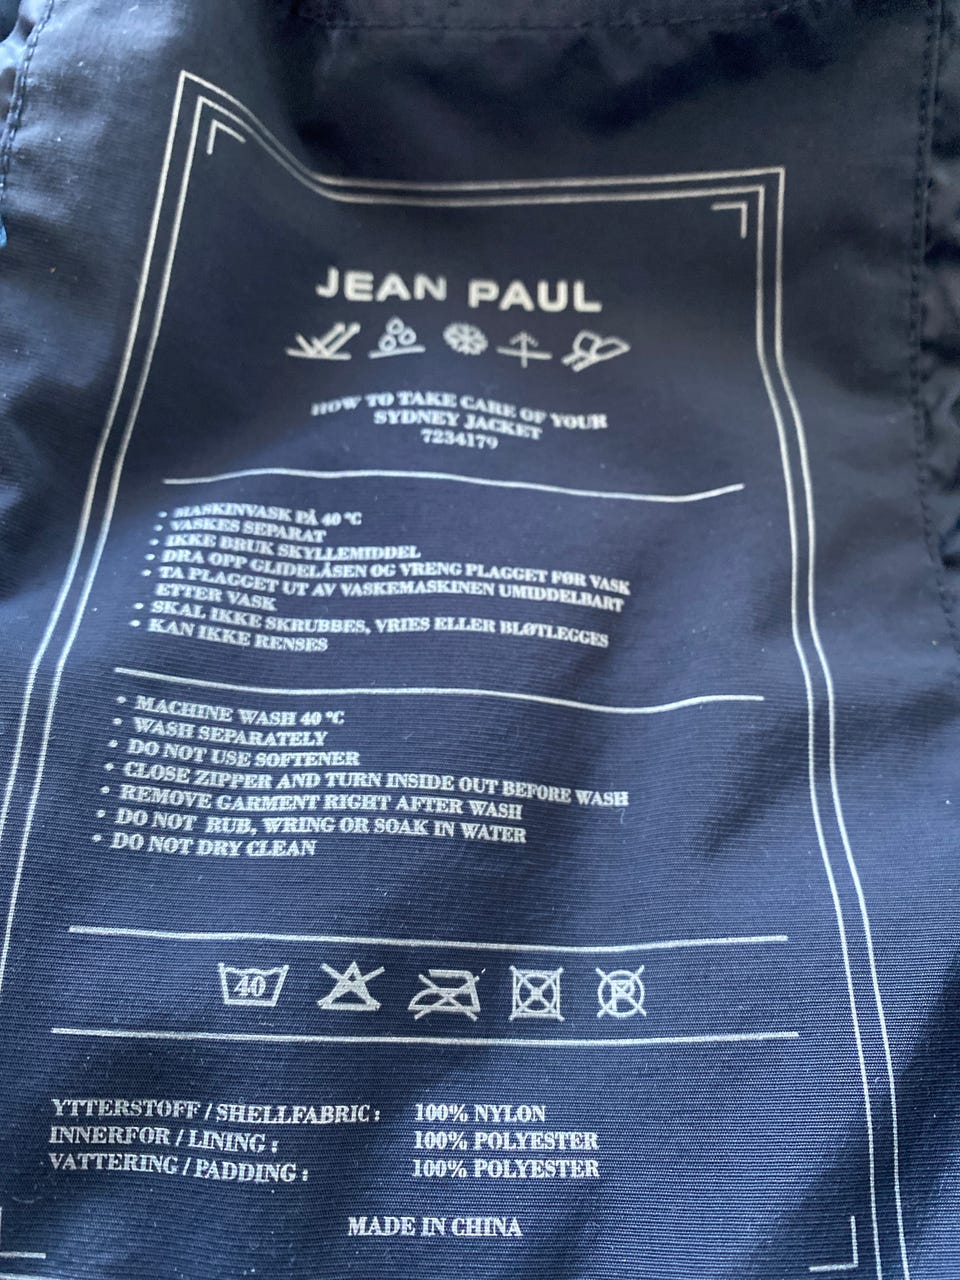 JEAN PAUL
HOW TO TAKE CARE OF YOUR
SYDNEY JACKET
7234179
• MASKINVASK PÅ 40 °C
• VASKES SEPARAT
• IKKE BRUK SKYLLEMIDDEL
• DRA OPP GLIDELÅSEN OG VRENG PLAGGET FØR VASK
• TA PLAGGET UT AV VASKEMASKINEN UMIDDELBART
ETTER VASK
• SKAL IKKE SKRUBBES, VRIES ELLER BLØTLEGGES
• KAN IKKE RENSES
• MACHINE WASH 40 °C
• WASH SEPARATELY
• DO NOT USE SOFTENER
• CLOSE ZIPPER AND TURN INSIDE OUT BEFORE WASH
• REMOVE GARMENT RIGHT AFTER WASH
• DO NOT RUB, WRING OR SOAK IN WATER
• DO NOT DRY CLEAN
40 P
YTTERSTOFF / SHELLFABRIC : 100% NYLON
INNERFOR / LINING : 100% POLYESTER
VATTERING / PADDING : 100% POLYESTER
MADE IN CHINA